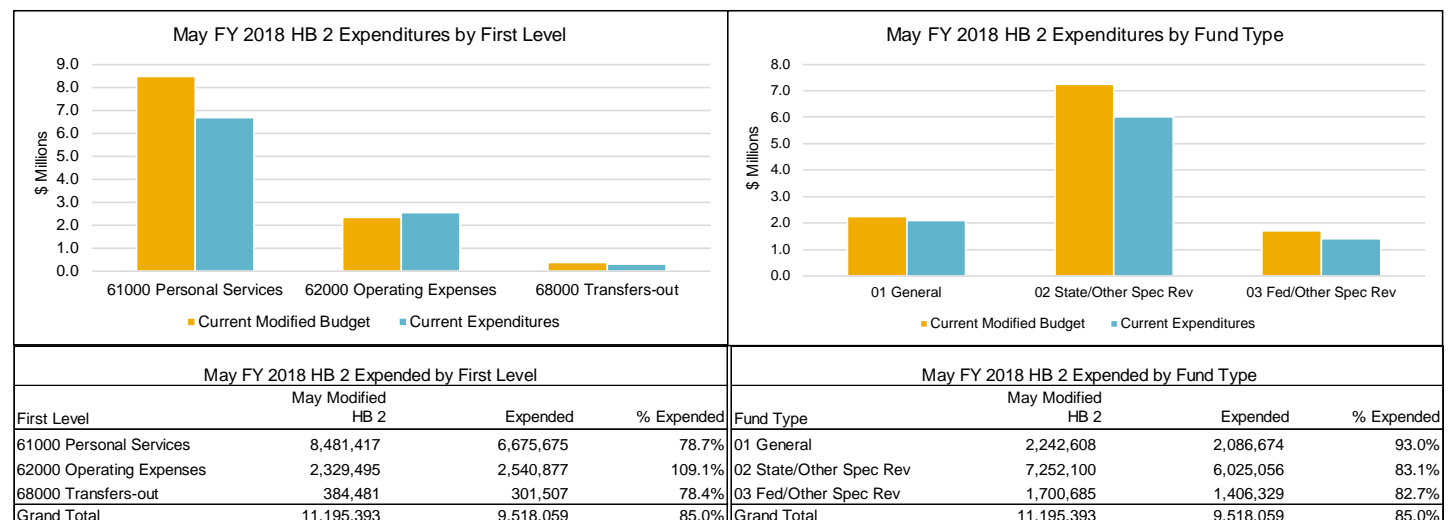 May FY 2018 HB 2 Expenditures by First Level
$ Millions
9.0
8.0
7.0
6.0
5.0
4.0
3.0
2.0
1.0
0.0
61000 Personal Services 62000 Operating Expenses 68000 Transfers-out
Current Modified Budget Current Expenditures
May FY 2018 HB 2 Expenditures by Fund Type
$ Millions
8.0
7.0
6.0
5.0
4.0
3.0
2.0
1.0
0.0
01 General 02 State/Other Spec Rev 03 Fed/Other Spec Rev
Current Modified Budget Current Expenditures
May FY 2018 HB 2 Expended by First Level
May Modified
First Level HB 2 Expended % Expended
61000 Personal Services 8,481,417 6,675,675 78.7%
62000 Operating Expenses 2,329,495 2,540,877 109.1%
68000 Transfers-out 384,481 301,507 78.4%
Grand Total 11,195,393 9,518,059 85.0%
May FY 2018 HB 2 Expended by Fund Type
May Modified
Fund Type HB 2 Expended % Expended
01 General 2,242,608 2,086,674 93.0%
02 State/Other Spec Rev 7,252,100 6,025,056 83.1%
03 Fed/Other Spec Rev 1,700,685 1,406,329 82.7%
Grand Total 11,195,393 9,518,059 85.0%